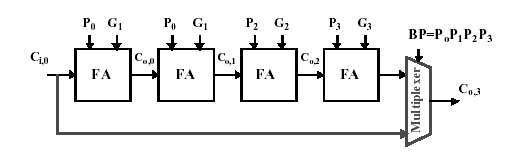 P0 G1 P0 G1 P2 G2 P3 G3
BP=PoP1P2P3
Ci,0 FA Co,0 FA Co,1 FA Co,2 FA Multiplexer Co,3